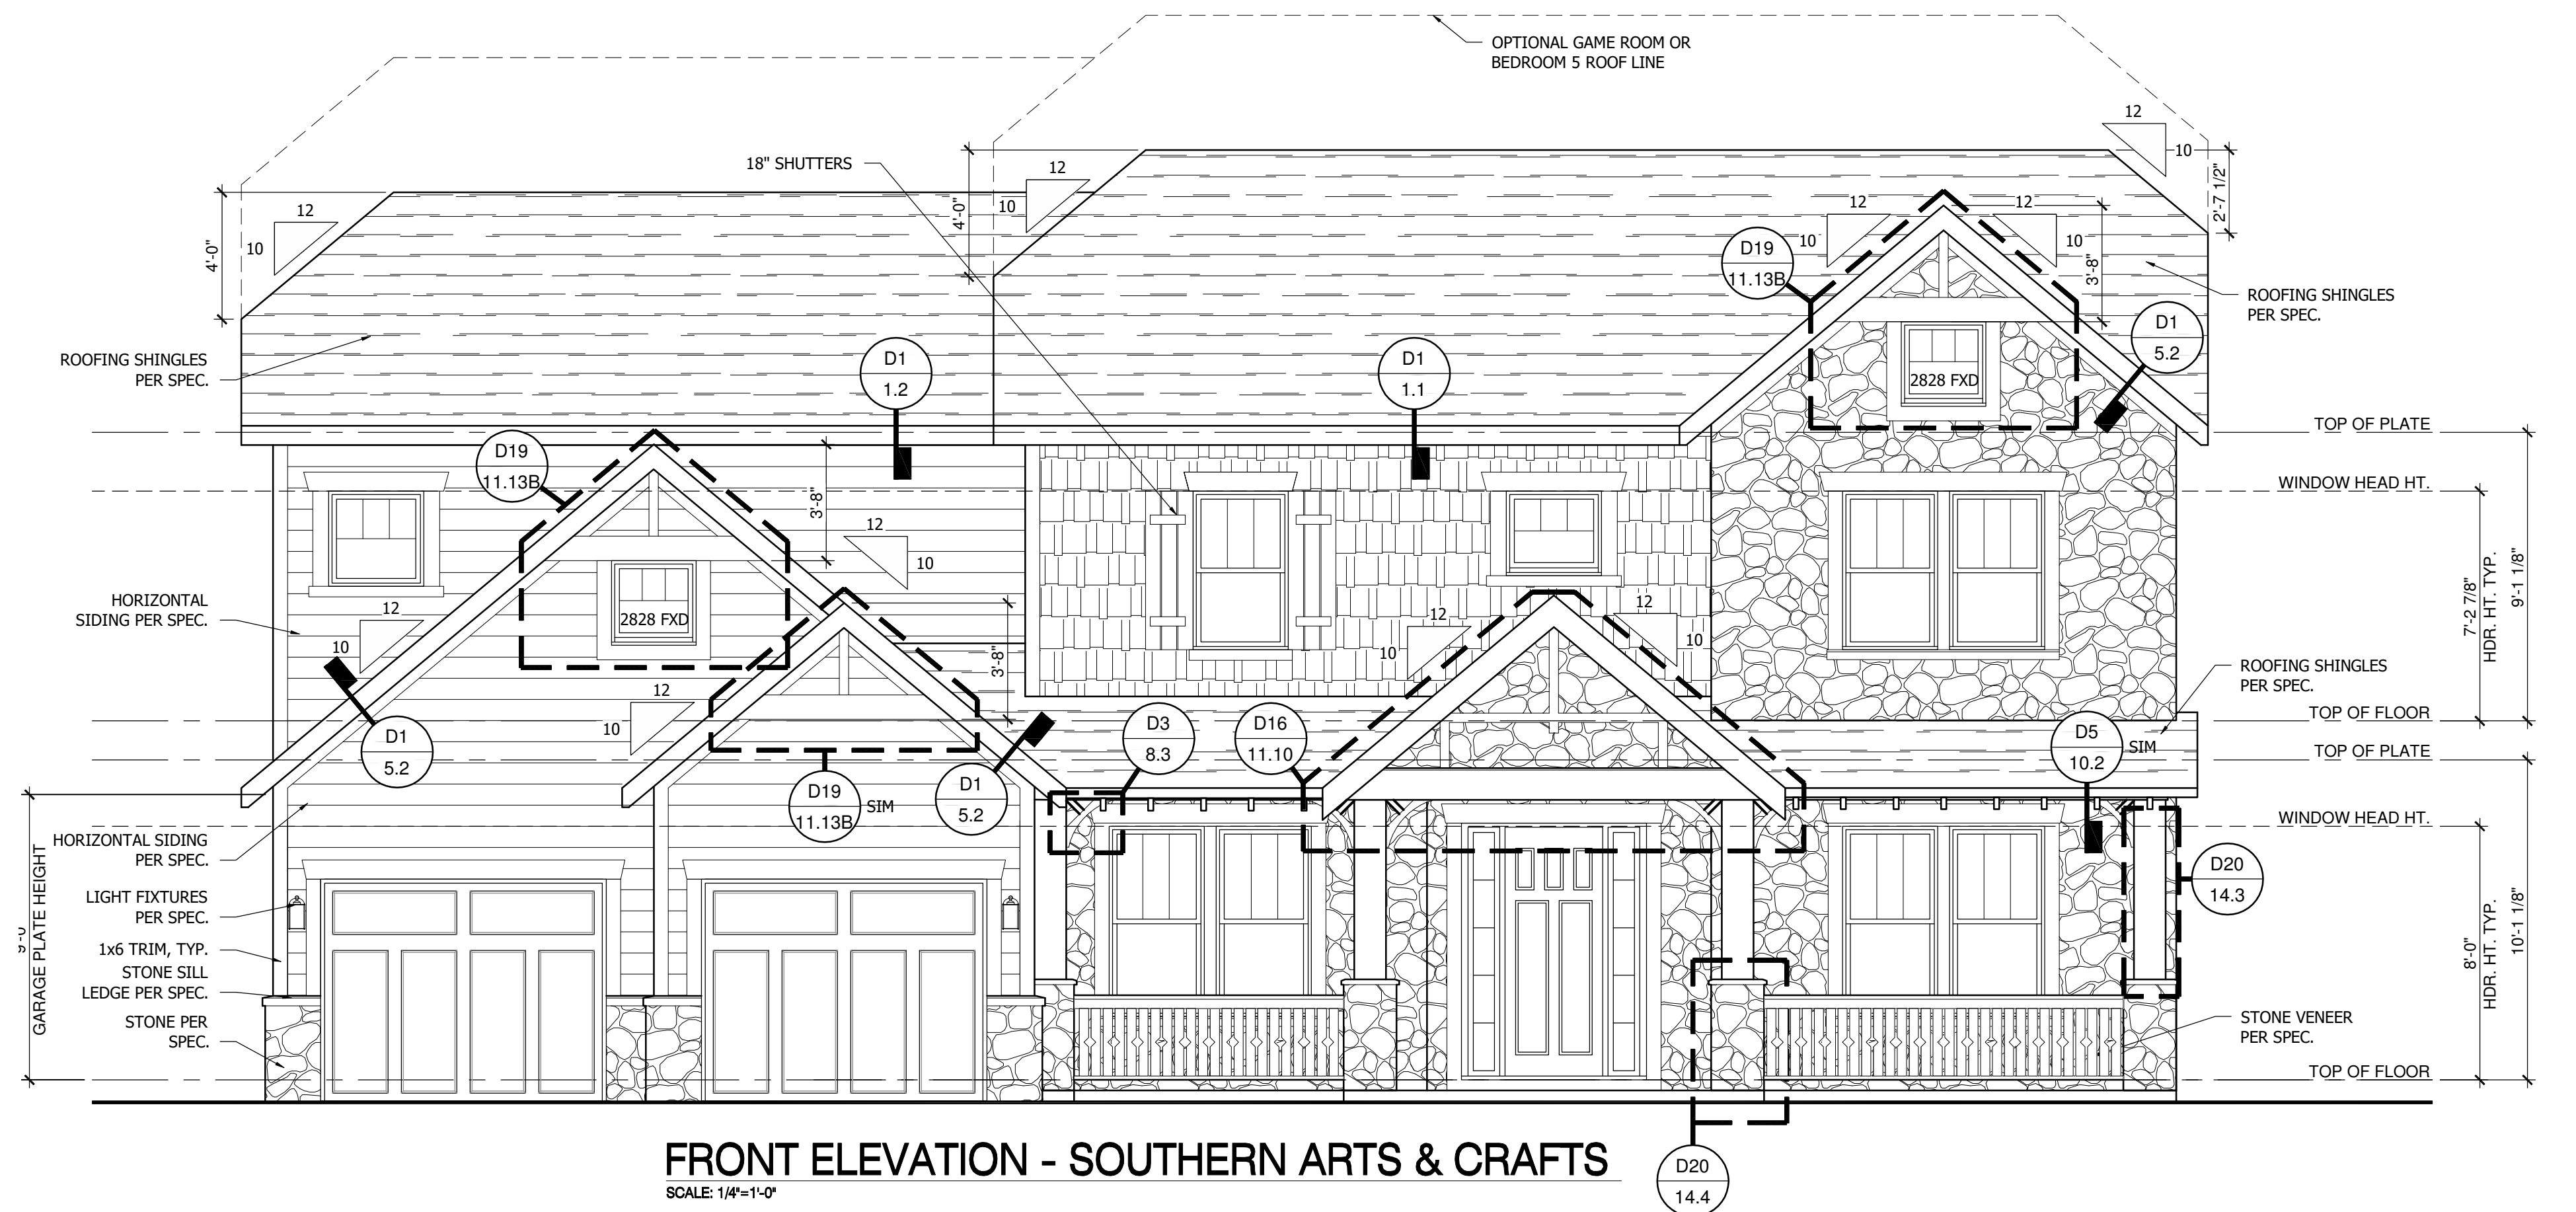 OPTIONAL GAME ROOM OR
BEDROOM 5 ROOF LINE
12
10
2'-7 1/2"
18" SHUTTERS
4'-0"
12
10
4'-0"
12
10
12
10
12
10
3'-8"
D19
11.13B
ROOFING SHINGLES
PER SPEC.
D1
5.2
ROOFING SHINGLES
PER SPEC.
D1
1.2
D1
1.1
2828 FXD
TOP OF PLATE
D19
11.13B
3'-8"
WINDOW HEAD HT.
12
10
HORIZONTAL
SIDING PER SPEC.
12
10
2828 FXD
3'-8"
12
10
12
10
7'-2 7/8"
HDR. HT. TYP.
9'-1 1/8"
12
10
ROOFING SHINGLES
PER SPEC.
TOP OF FLOOR
D1
5.2
D3
8.3
D16
11.10
D5
10.2
SIM
TOP OF PLATE
D19
11.13B
SIM
D1
5.2
WINDOW HEAD HT.
HORIZONTAL SIDING
PER SPEC.
GARAGE PLATE HEIGHT
LIGHT FIXTURES
PER SPEC.
D20
14.3
1x6 TRIM, TYP.
STONE SILL
LEDGE PER SPEC.
8'-0"
HDR. HT. TYP.
10'-1 1/8"
STONE PER
SPEC.
STONE VENEER
PER SPEC.
TOP OF FLOOR
FRONT ELEVATION - SOUTHERN ARTS & CRAFTS
SCALE: 1/4"=1'-0"
D20
14.4